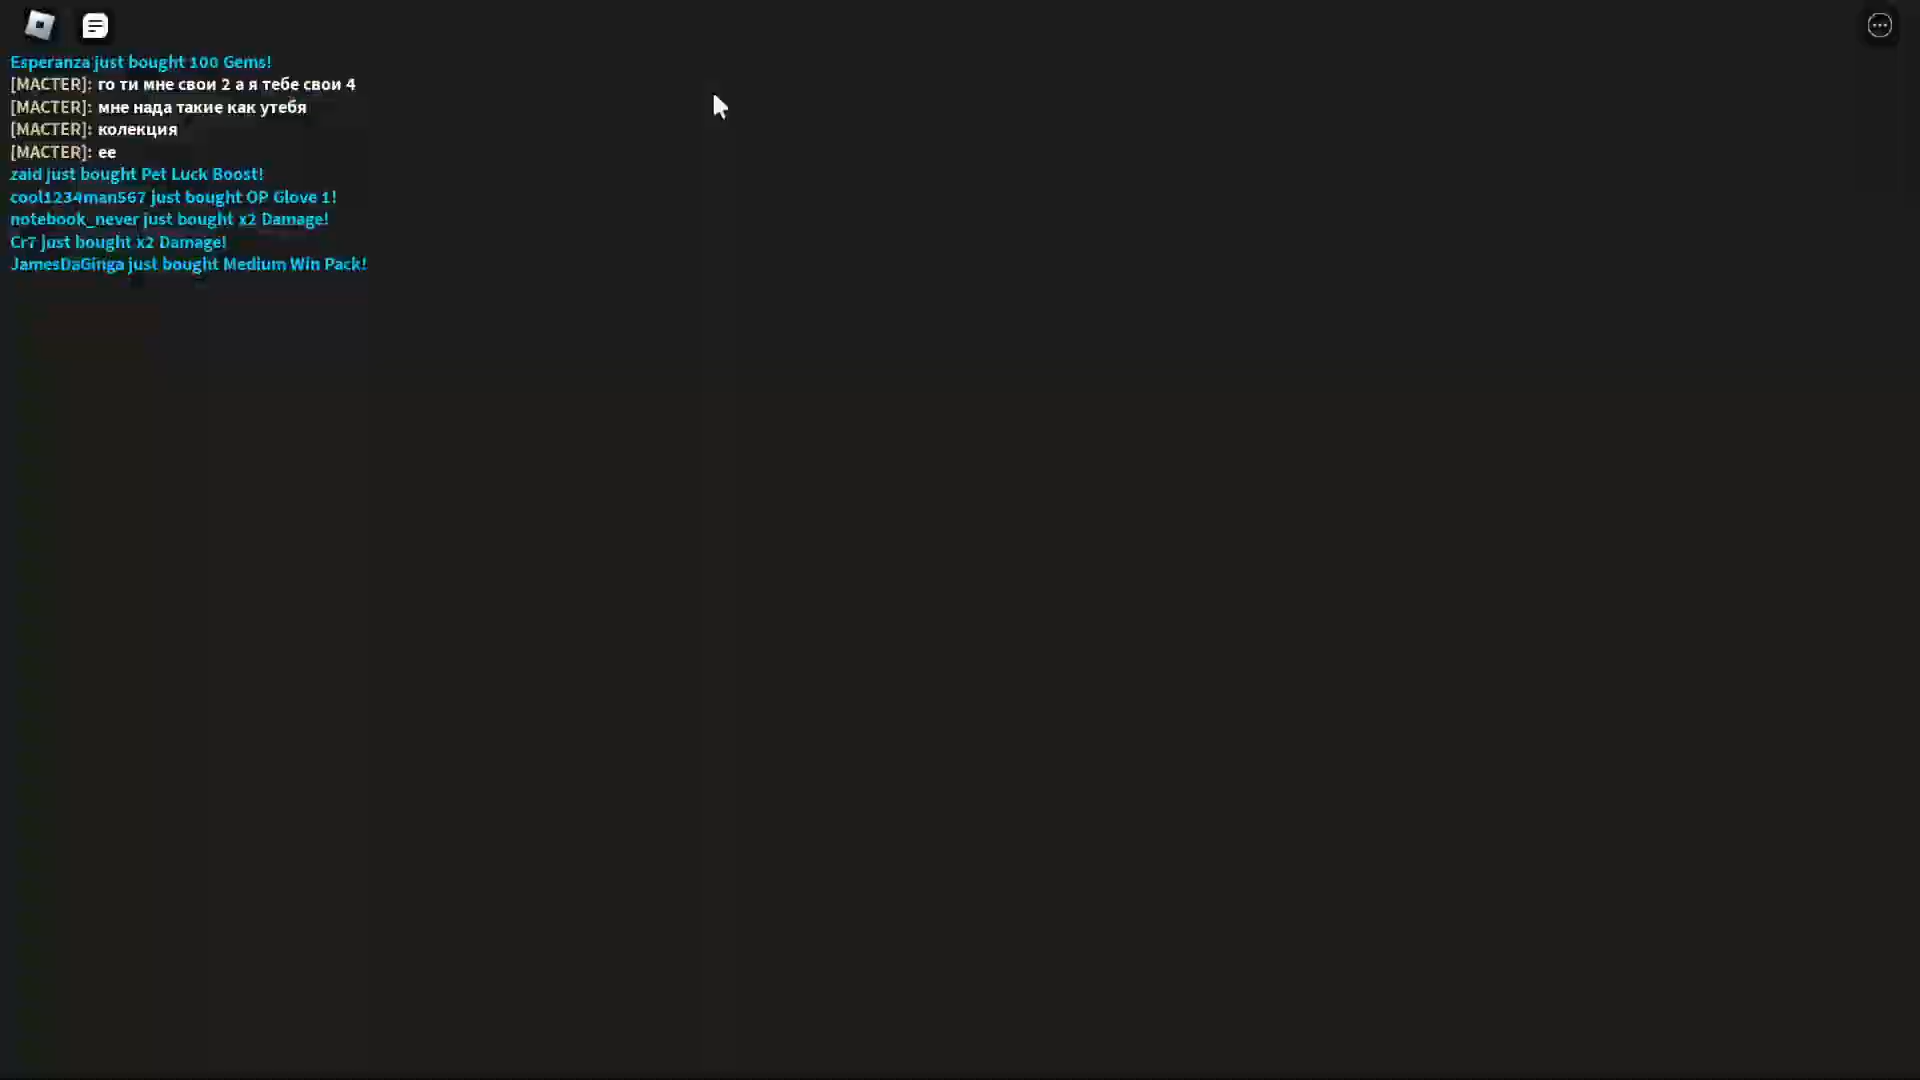 Esperanza just bought 100 Gems!
[MACTER]: го ти мне свои 2 а я тебе свои 4
[MACTER]: мне нада такие как утебя
[MACTER]: колекция
[MACTER]: ее
zaid just bought Pet Luck Boost!
cool1234man567 just bought OP Glove 1!
notebook_never just bought x2 Damage!
Cr7 just bought x2 Damage!
JamesDaGinga just bought Medium Win Pack!